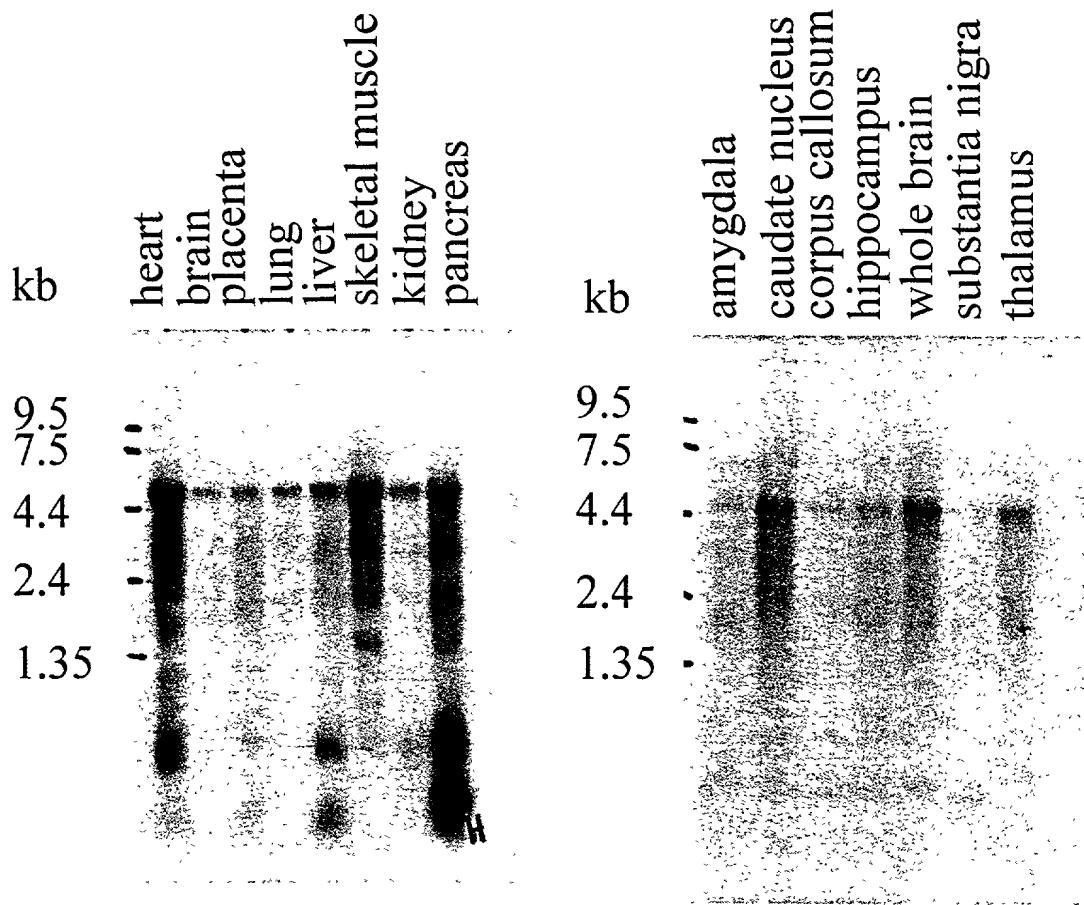 heart
brain
placenta
lung
liver
skeletal muscle
kidney
pancreas
kb
9.5
7.5
4.4
2.4
1.35
H
amygdala
caudate nucleus
corpus callosum
hippocampus
whole brain
substantia nigra
thalamus
kb
9.5
7.5
4.4
2.4
1.35